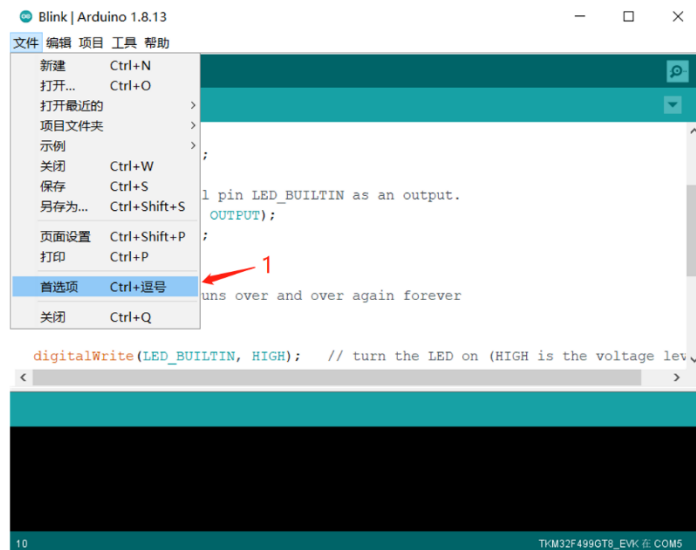 Blink | Arduino 1.8.13
文件 编辑 项目 工具 帮助
新建 Ctrl+N
打开... Ctrl+O
打开最近的
项目文件夹
示例
关闭 Ctrl+W
;
保存 Ctrl+S
l pin LED_BUILTIN as an output.
另存为... Ctrl+Shift+S
OUTPUT);
页面设置 Ctrl+Shift+P
;
打印 Ctrl+P
1
首选项 Ctrl+逗号
uns over and over again forever
关闭 Ctrl+Q
digitalWrite(LED_BUILTIN, HIGH); // turn the LED on (HIGH is the voltage lev
10
TKM32F499GT8_EVK 在 COM5